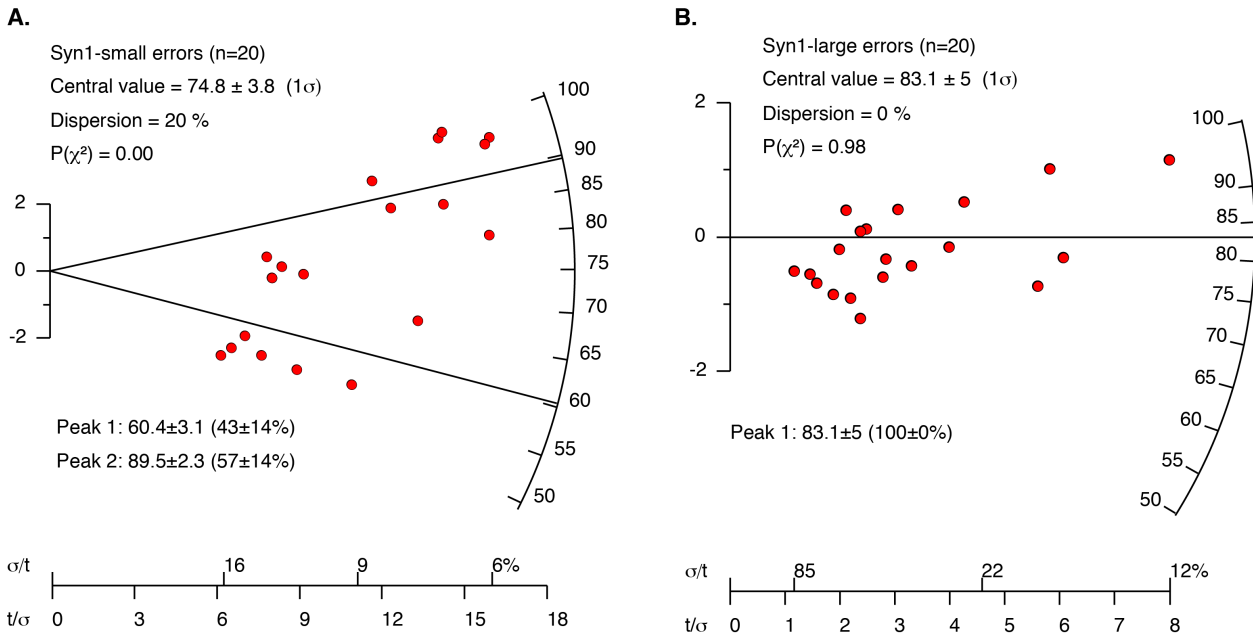 A.
Syn1-small errors (n=20)
Central value = 74.8 ± 3.8 (1σ)
Dispersion = 20 %
P(χ²) = 0.00
2
0
-2
100
90
85
80
75
70
65
60
55
50
Peak 1: 60.4±3.1 (43±14%)
Peak 2: 89.5±2.3 (57±14%)
σ/t
16 9 6%
t/σ
0 3 6 9 12 15 18
B.
Syn1-large errors (n=20)
Central value = 83.1 ± 5 (1σ)
Dispersion = 0 %
P(χ²) = 0.98
2
0
-2
100
90
85
80
75
70
65
60
55
50
Peak 1: 83.1±5 (100±0%)
σ/t
85 22 12%
t/σ
0 1 2 3 4 5 6 7 8